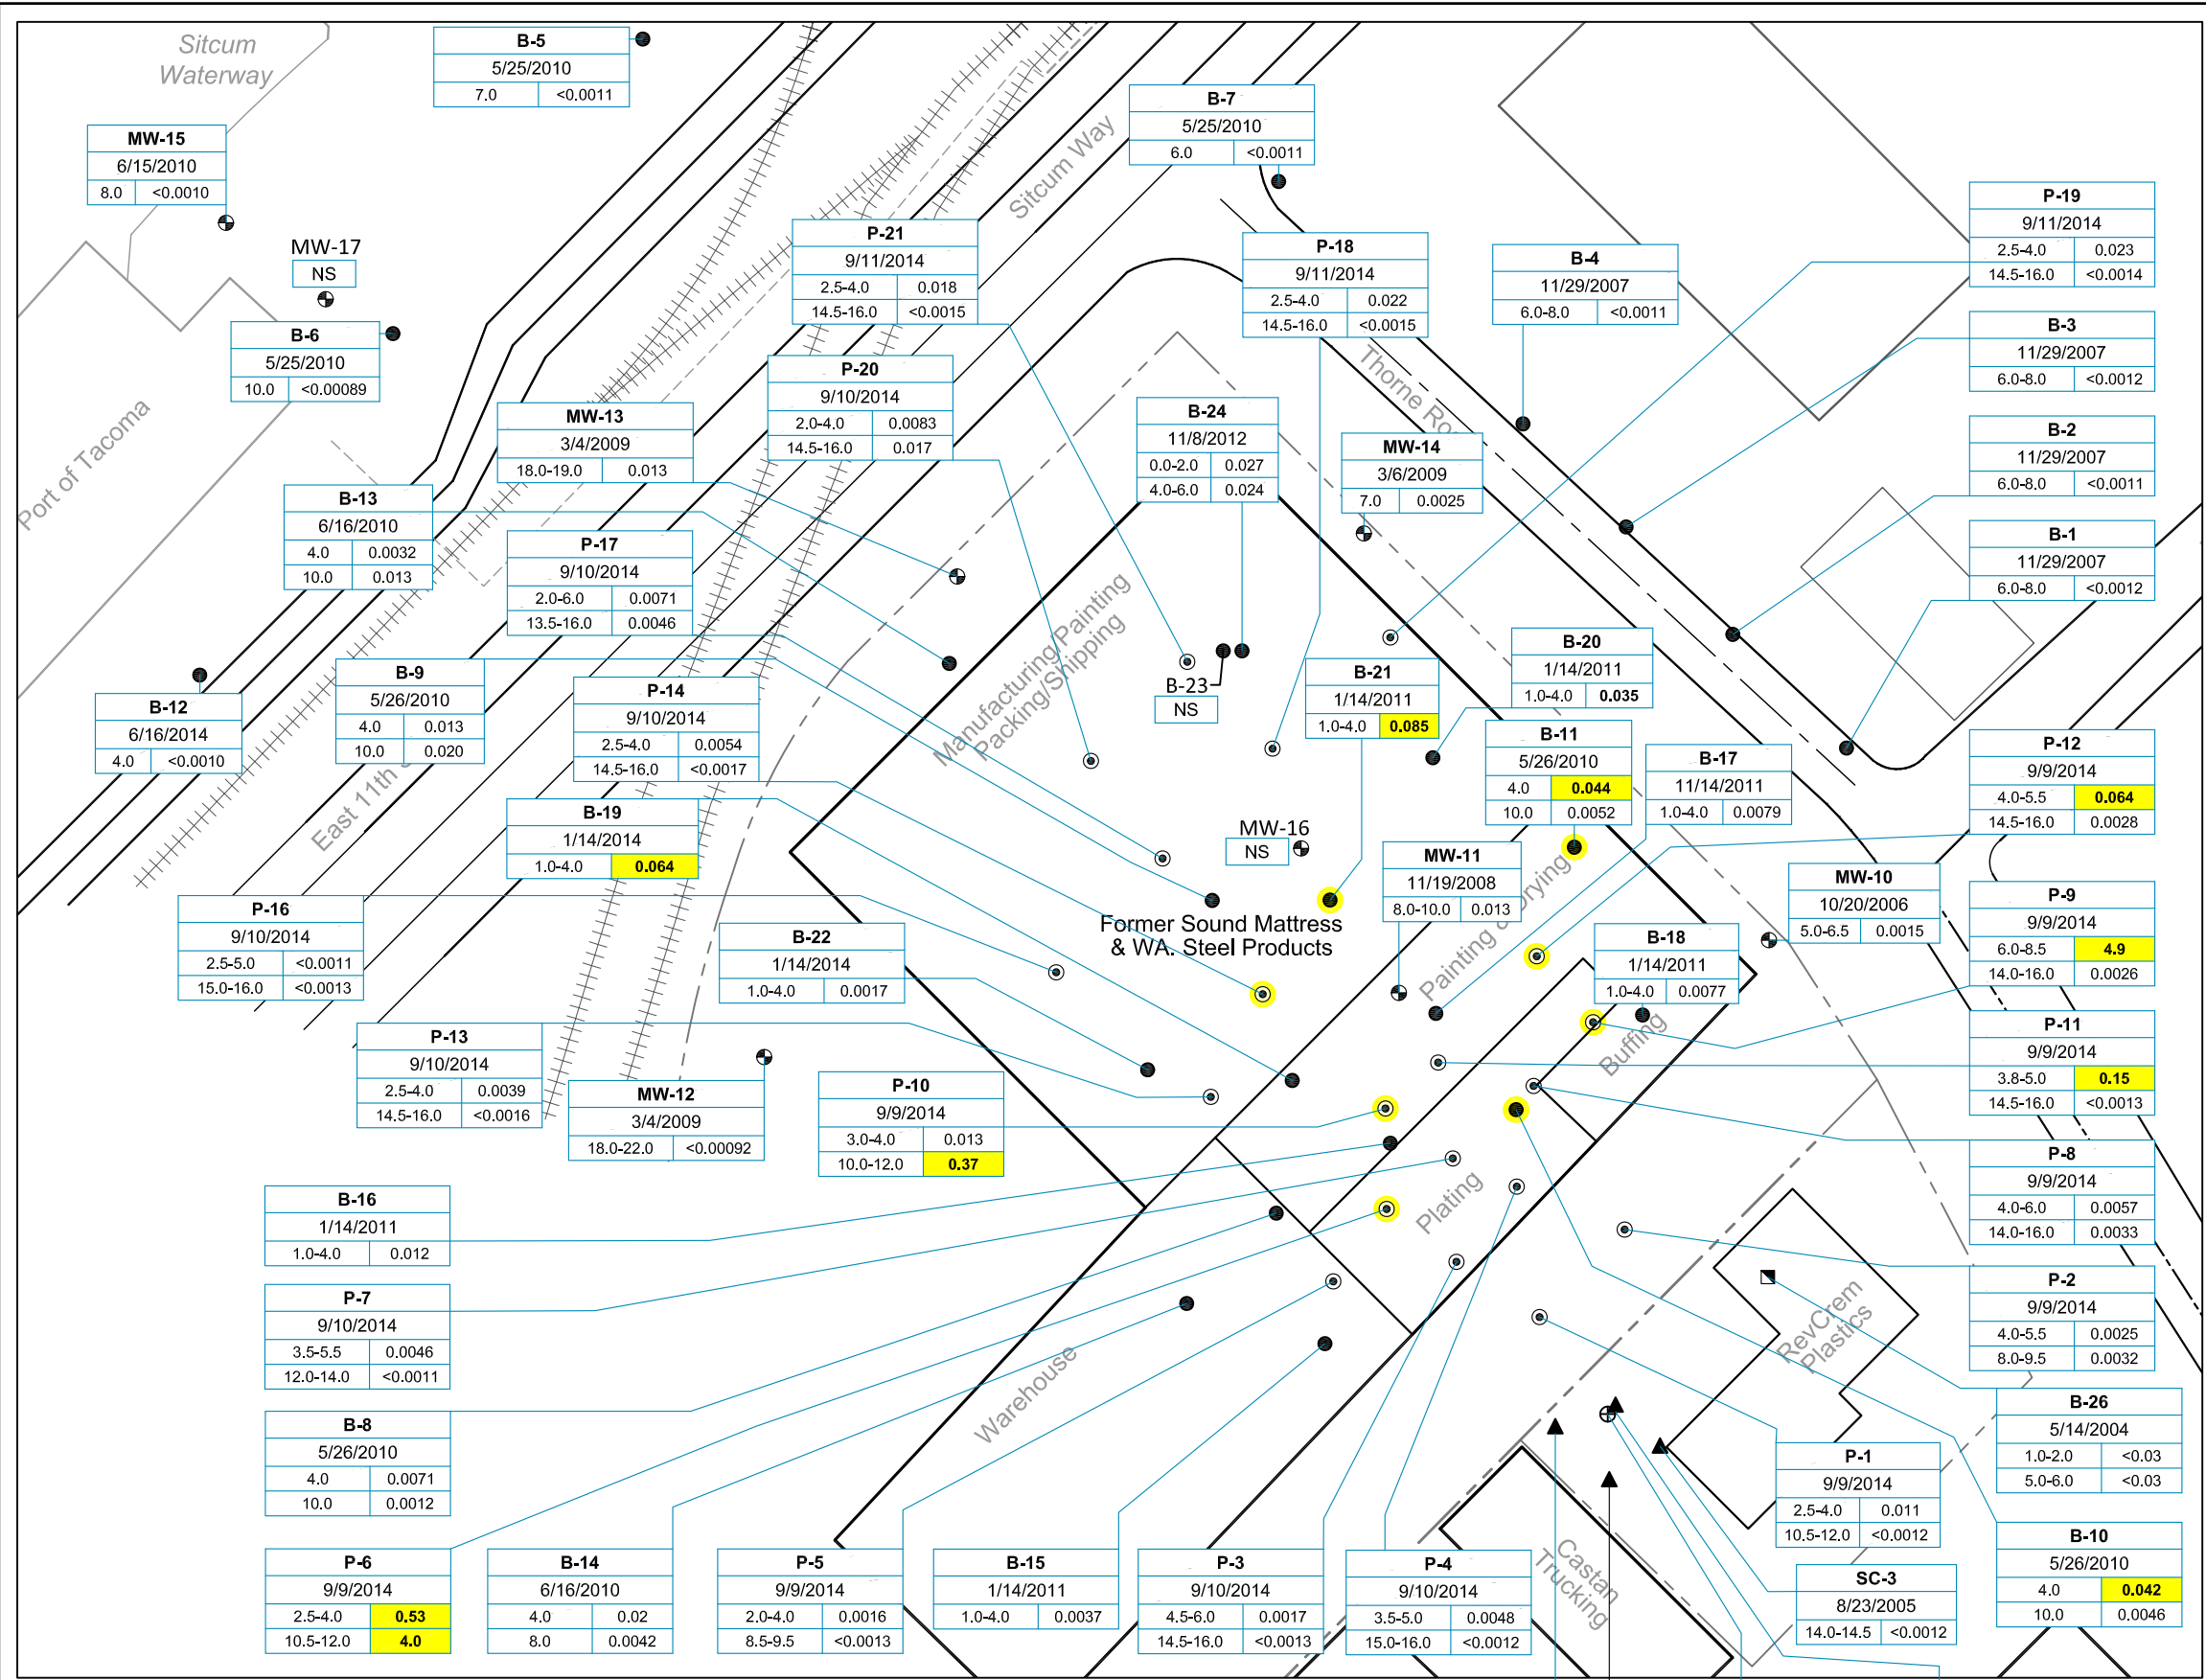 Sitcum
Waterway
B-5
5/25/2010
7.0 <0.0011
MW-15
6/15/2010
8.0 <0.0010
MW-17
NS
B-6
5/25/2010
10.0 <0.00089
Port of Tacoma
Sitcum Way
B-7
5/25/2010
6.0 <0.0011
P-21
9/11/2014
2.5-4.0 0.018
14.5-16.0 <0.0015
P-18
9/11/2014
2.5-4.0 0.022
14.5-16.0 <0.0015
B-4
11/29/2007
6.0-8.0 <0.0011
P-19
9/11/2014
2.5-4.0 0.023
14.5-16.0 <0.0014
B-3
11/29/2007
6.0-8.0 <0.0012
B-2
11/29/2007
6.0-8.0 <0.0011
B-1
11/29/2007
6.0-8.0 <0.0012
Thorne
P-20
9/10/2014
2.0-4.0 0.0083
14.5-16.0 0.017
MW-13
3/4/2009
18.0-19.0 0.013
B-24
11/8/2012
0.0-2.0 0.027
4.0-6.0 0.024
MW-14
3/6/2009
7.0 0.0025
B-13
6/16/2010
4.0 0.0032
10.0 0.013
P-17
9/10/2014
2.0-6.0 0.0071
13.5-16.0 0.0046
Manufacturing/Painting
Packing/Shipping
B-23
NS
B-9
5/26/2010
4.0 0.013
10.0 0.020
P-14
9/10/2014
2.5-4.0 0.0054
14.5-16.0 <0.0017
B-12
6/16/2014
4.0 <0.0010
East 11th
B-21
1/14/2011
1.0-4.0 0.085
B-20
1/14/2011
1.0-4.0 0.035
B-11
5/26/2010
4.0 0.044
10.0 0.0052
B-17
11/14/2011
1.0-4.0 0.0079
P-12
9/9/2014
4.0-5.5 0.064
14.5-16.0 0.0028
B-19
1/14/2014
1.0-4.0 0.064
MW-16
NS
MW-11
11/19/2008
8.0-10.0 0.013
Painting & Drying
MW-10
10/20/2006
5.0-6.5 0.0015
P-9
9/9/2014
6.0-8.5 4.9
14.0-16.0 0.0026
Former Sound Mattress
& WA. Steel Products
P-16
9/10/2014
2.5-5.0 <0.0011
15.0-16.0 <0.0013
B-22
1/14/2014
1.0-4.0 0.0017
B-18
1/14/2011
1.0-4.0 0.0077
Buffing
P-13
9/10/2014
2.5-4.0 0.0039
14.5-16.0 <0.0016
MW-12
3/4/2009
18.0-22.0 <0.00092
P-10
9/9/2014
3.0-4.0 0.013
10.0-12.0 0.37
P-11
9/9/2014
3.8-5.0 0.15
14.5-16.0 <0.0013
P-8
9/9/2014
4.0-6.0 0.0057
14.0-16.0 0.0033
Plating
B-16
1/14/2011
1.0-4.0 0.012
P-7
9/10/2014
3.5-5.5 0.0046
12.0-14.0 <0.0011
P-2
9/9/2014
4.0-5.5 0.0025
8.0-9.5 0.0032
RevCrem
Plastics
Warehouse
B-8
5/26/2010
4.0 0.0071
10.0 0.0012
B-26
5/14/2004
1.0-2.0 <0.03
5.0-6.0 <0.03
P-1
9/9/2014
2.5-4.0 0.011
10.5-12.0 <0.0012
P-6
9/9/2014
2.5-4.0 0.53
10.5-12.0 4.0
B-14
6/16/2010
4.0 0.02
8.0 0.0042
P-5
9/9/2014
2.0-4.0 0.0016
8.5-9.5 <0.0013
B-15
1/14/2011
1.0-4.0 0.0037
P-3
9/10/2014
4.5-6.0 0.0017
14.5-16.0 <0.0013
P-4
9/10/2014
3.5-5.0 0.0048
15.0-16.0 <0.0012
Castan
Trucking
SC-3
8/23/2005
14.0-14.5 <0.0012
B-10
5/26/2010
4.0 0.042
10.0 0.0046